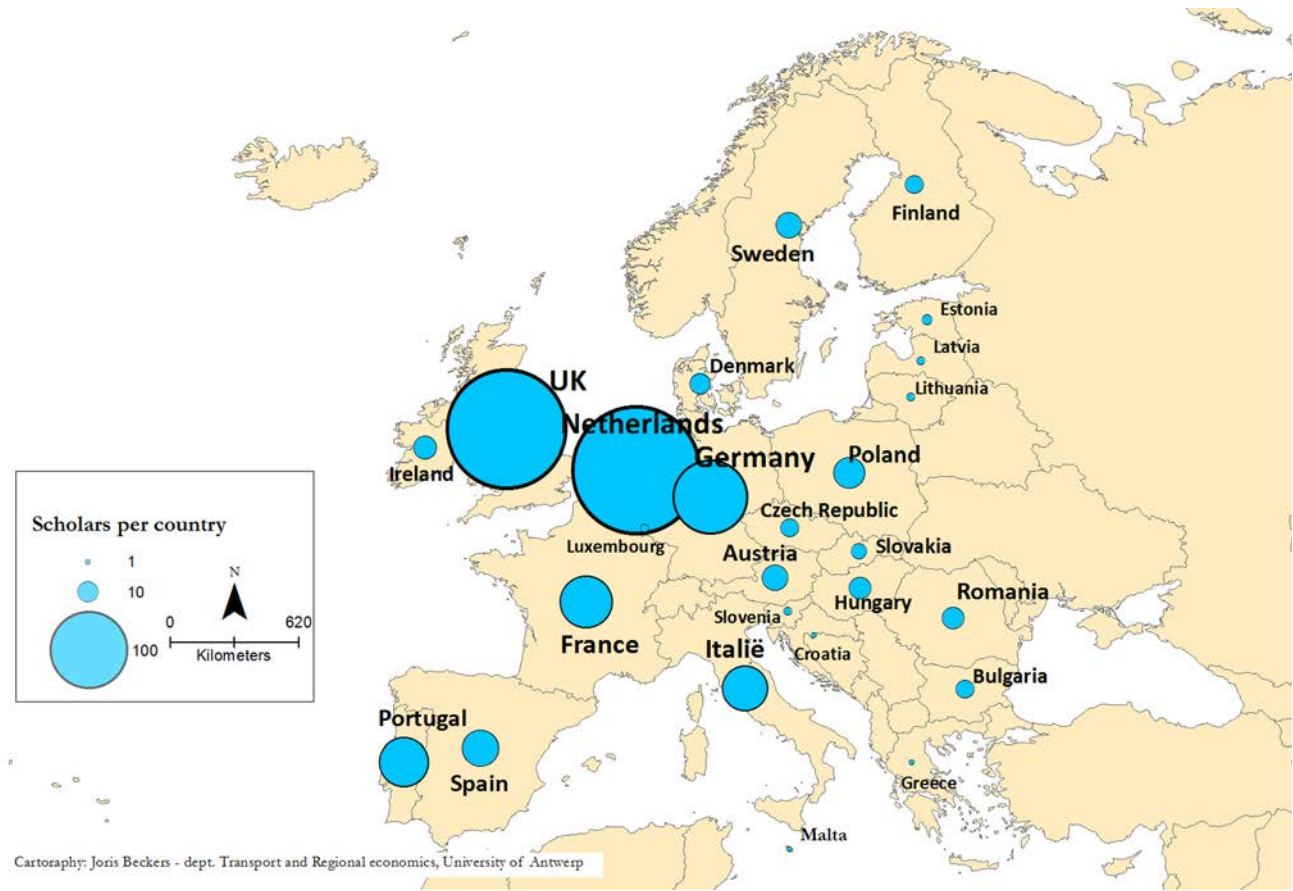 Finland
Sweden
Estonia
Latvia
Denmark
Lithuania
UK
Netherlands
Germany
Poland
Ireland
Czech Republic
Luxembourg
Slovakia
Austria
Romania
Hungary
Slovenia
France
Italië
Croatia
Bulgaria
Portugal
Spain
Greece
Malta
Scholars per country
1
10
100
N
0 620
Kilometers
Cartoraphy: Joris Beckers - dept. Transport and Regional economics, University of Antwerp